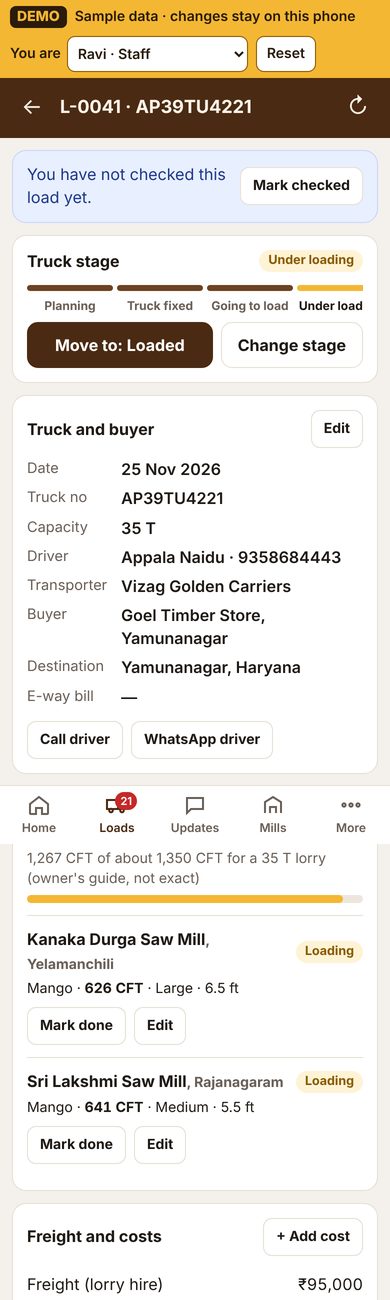 DEMO Sample data · changes stay on this phone
You are Ravi · Staff Reset
L-0041 · AP39TU4221
You have not checked this
load yet.
Mark checked
Truck stage Under loading
Planning Truck fixed Going to load Under load
Move to: Loaded Change stage
Truck and buyer Edit
Date 25 Nov 2026
Truck no AP39TU4221
Capacity 35 T
Driver Appala Naidu · 9358684443
Transporter Vizag Golden Carriers
Buyer Goel Timber Store,
Yamunanagar
Destination Yamunanagar, Haryana
E-way bill —
Call driver WhatsApp driver
21
Home Loads Updates Mills More
1,267 CFT of about 1,350 CFT for a 35 T lorry
(owner's guide, not exact)
Kanaka Durga Saw Mill,
Yelamanchili
Loading
Mango · 626 CFT · Large · 6.5 ft
Mark done Edit
Sri Lakshmi Saw Mill, Rajanagaram Loading
Mango · 641 CFT · Medium · 5.5 ft
Mark done Edit
Freight and costs + Add cost
Freight (lorry hire) ₹95,000